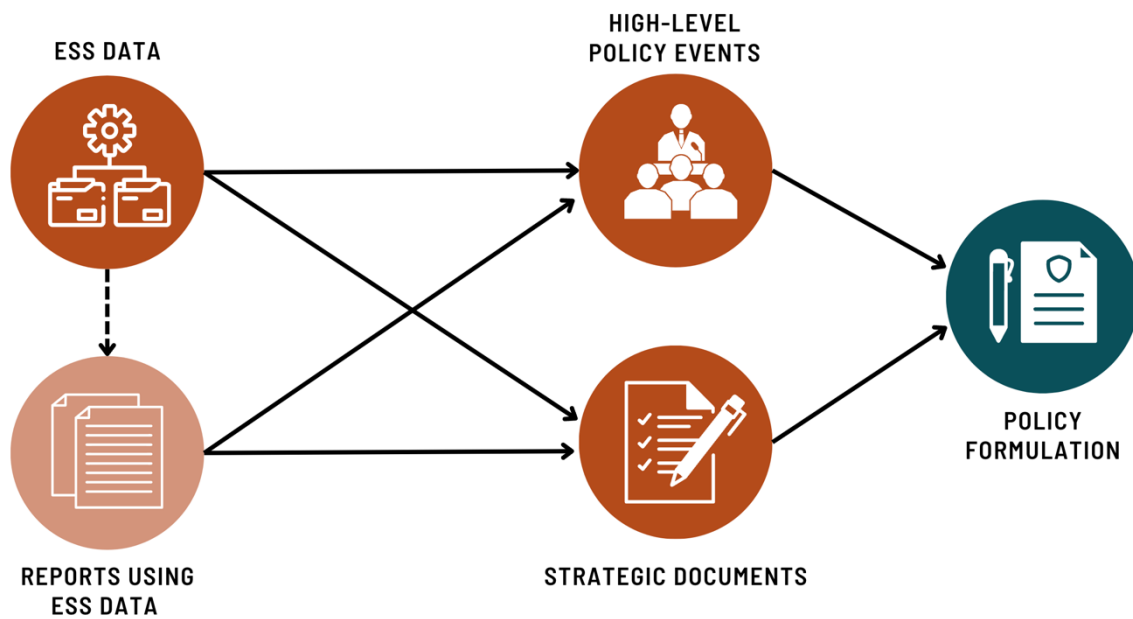 ESS DATA
HIGH-LEVEL
POLICY EVENTS
POLICY
FORMULATION
REPORTS USING
ESS DATA
STRATEGIC DOCUMENTS